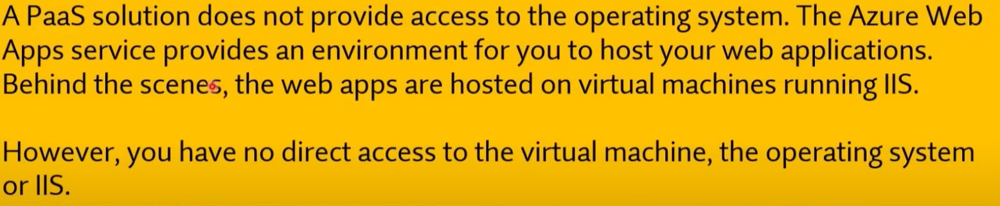 A PaaS solution does not provide access to the operating system. The Azure Web
Apps service provides an environment for you to host your web applications.
Behind the scenes, the web apps are hosted on virtual machines running IIS.
However, you have no direct access to the virtual machine, the operating system
or IIS.